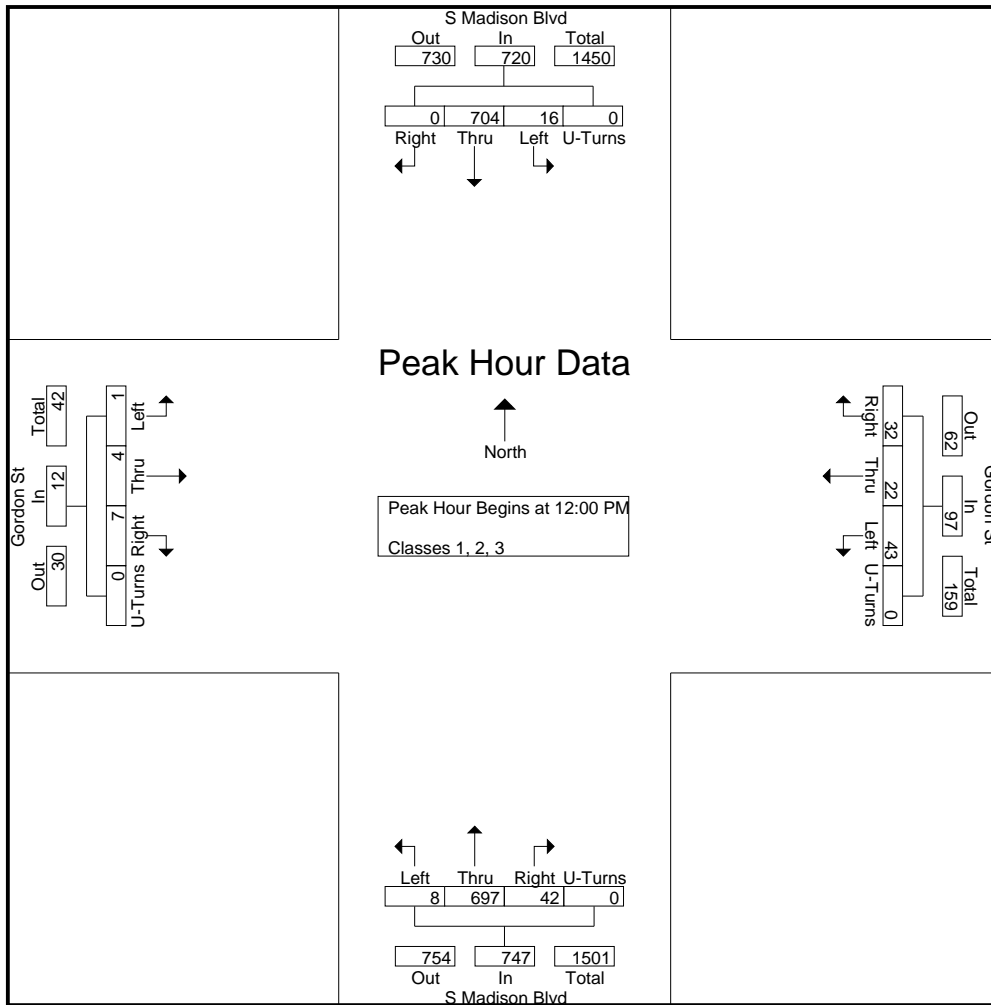 S Madison Blvd
Out In Total
730 720 1450
0 704 16 0
Right Thru Left U-Turns
Peak Hour Data
North
Peak Hour Begins at 12:00 PM
Classes 1, 2, 3
Gordon St
Total In Out
42 12 30
1 4 7 0
Left Thru Right U-Turns
Right Thru Left U-Turns
32 22 43 0
62 97 159
Out In Total
Gordon St
Left Thru Right U-Turns
8 697 42 0
754 747 1501
Out In Total
S Madison Blvd